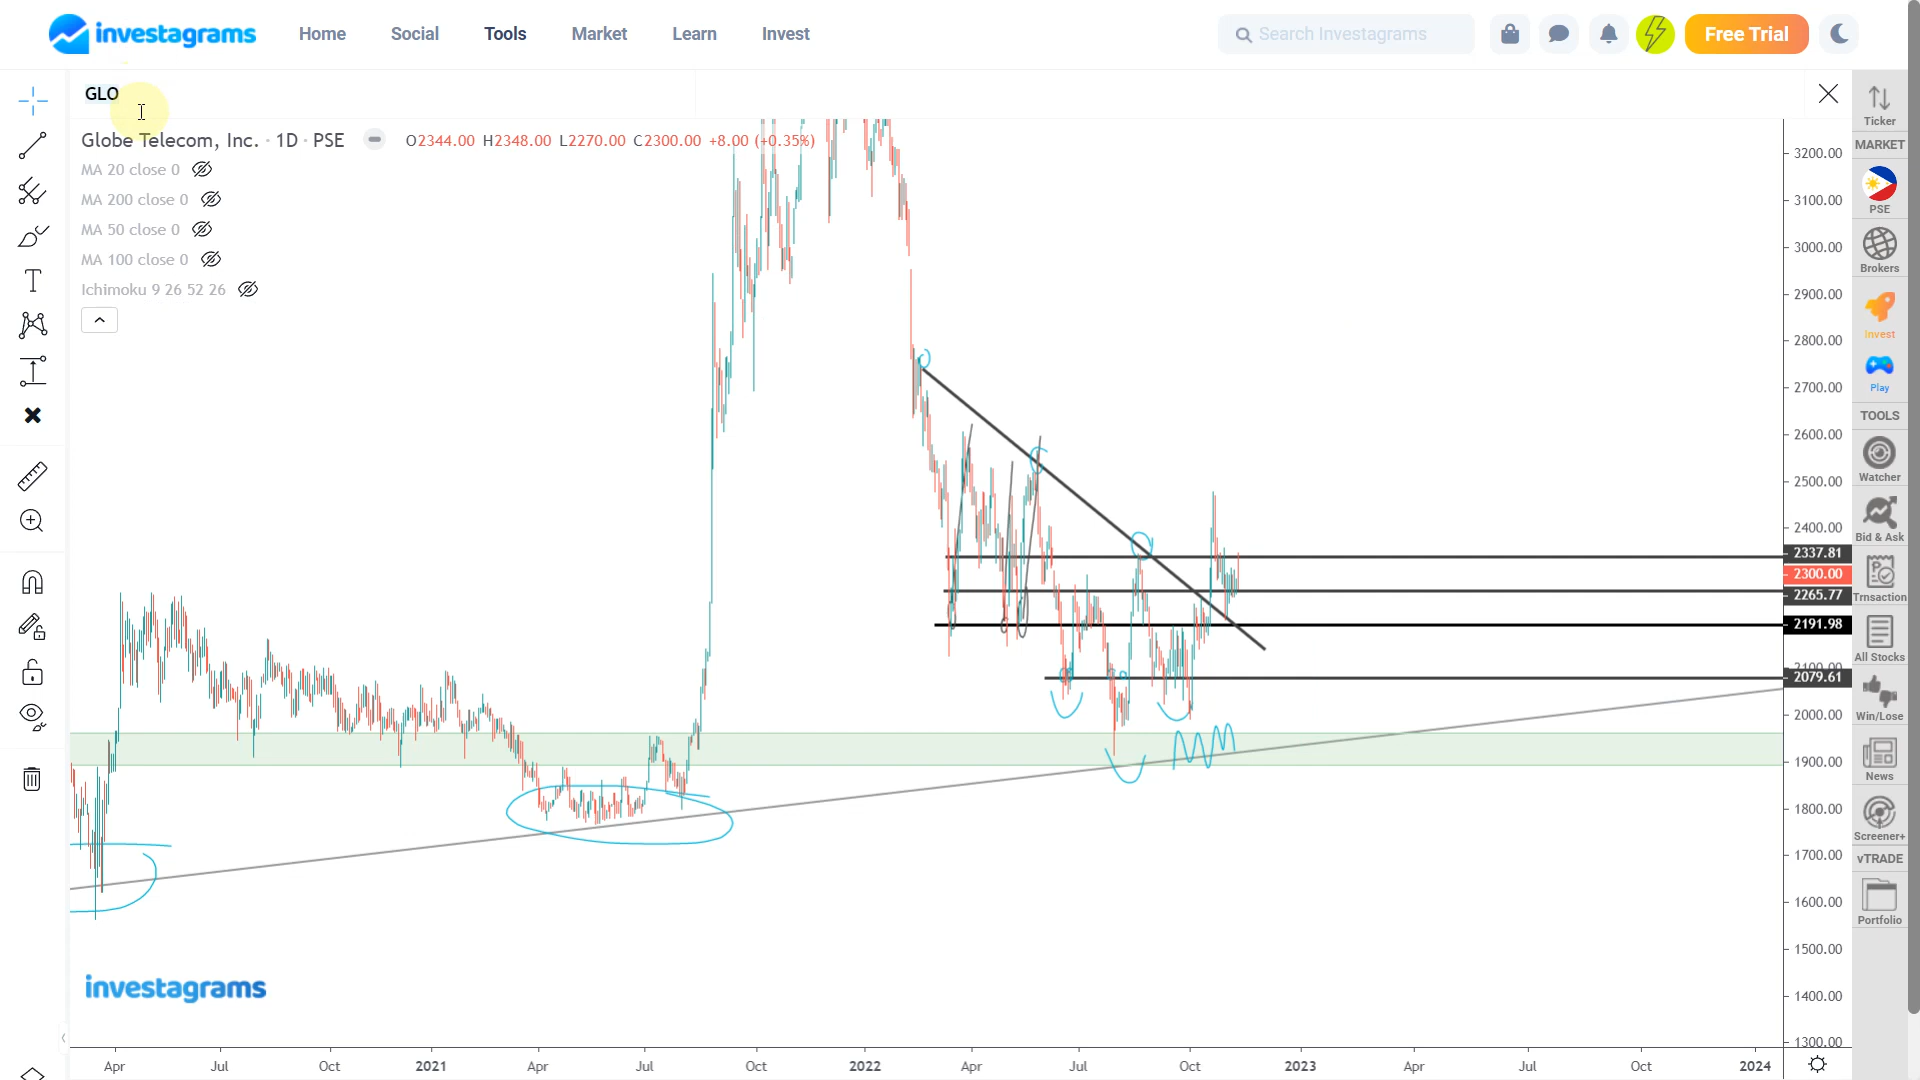 investagrams
Home
Social
Tools
Market
Learn
Invest
Search Investagrams
Free Trial
GLO
Globe Telecom, Inc. · 1D · PSE
O2344.00 H2348.00 L2270.00 C2300.00 +8.00 (+0.35%)
MA 20 close 0
MA 200 close 0
MA 50 close 0
MA 100 close 0
Ichimoku 9 26 52 26
3200.00
3100.00
3000.00
2900.00
2800.00
2700.00
2600.00
2500.00
2400.00
2337.81
2300.00
2265.77
2191.98
2100.00
2079.61
2000.00
1900.00
1800.00
1700.00
1600.00
1500.00
1400.00
1300.00
investagrams
Apr
Jul
Oct
2021
Apr
Jul
Oct
2022
Apr
Jul
Oct
2023
Apr
Jul
Oct
2024
Ticker
MARKET
PSE
Brokers
Invest
Play
TOOLS
Watcher
Bid & Ask
Trnsaction
All Stocks
Win/Lose
News
Screener+
vTRADE
Portfolio